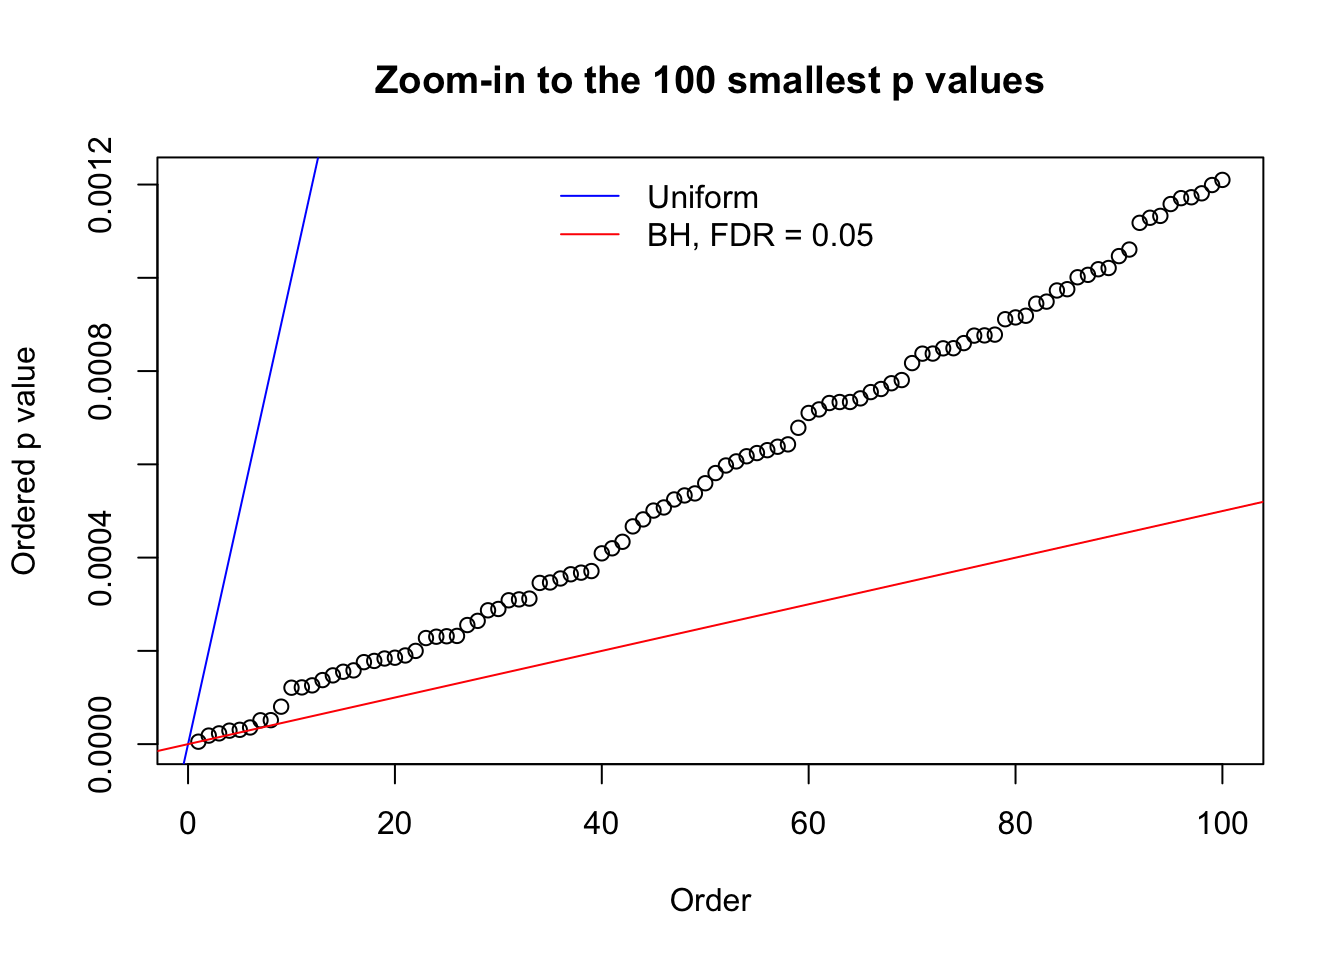 Zoom-in to the 100 smallest p values
Uniform
BH, FDR = 0.05
Ordered p value
0.0012
0.0008
0.0004
0.0000
0 20 40 60 80 100
Order